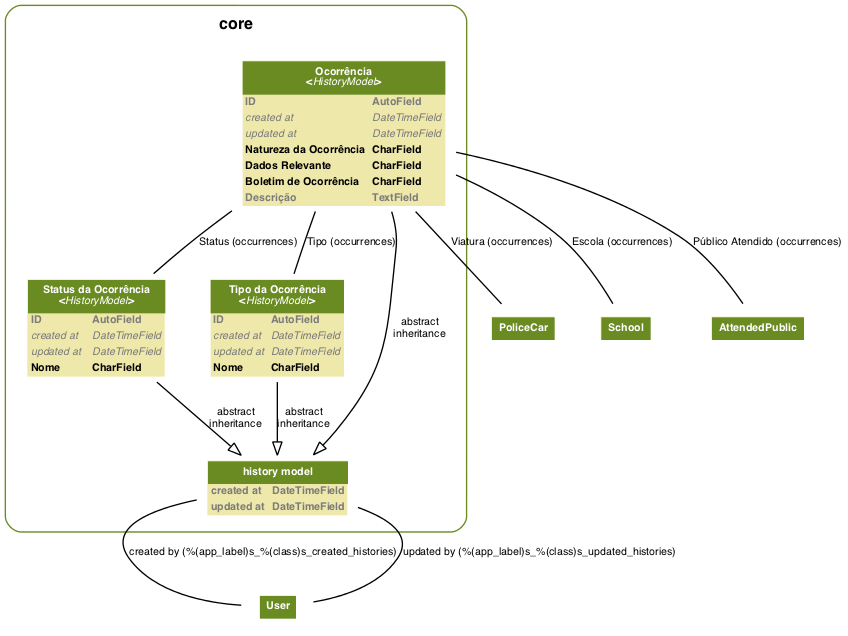 core
Ocorrência
<HistoryModel>
ID AutoField
created at DateTimeField
updated at DateTimeField
Natureza da Ocorrência CharField
Dados Relevante CharField
Boletim de Ocorrência CharField
Descrição TextField
Status (occurrences) Tipo (occurrences) Viatura (occurrences) Escola (occurrences) Público Atendido (occurrences)
Status da Ocorrência
<HistoryModel>
ID AutoField
created at DateTimeField
updated at DateTimeField
Nome CharField
Tipo da Ocorrência
<HistoryModel>
ID AutoField
created at DateTimeField
updated at DateTimeField
Nome CharField
abstract
inheritance
PoliceCar
School
AttendedPublic
abstract
inheritance
abstract
inheritance
history model
created at DateTimeField
updated at DateTimeField
created by (%(app_label)s_%(class)s_created_histories) updated by (%(app_label)s_%(class)s_updated_histories)
User